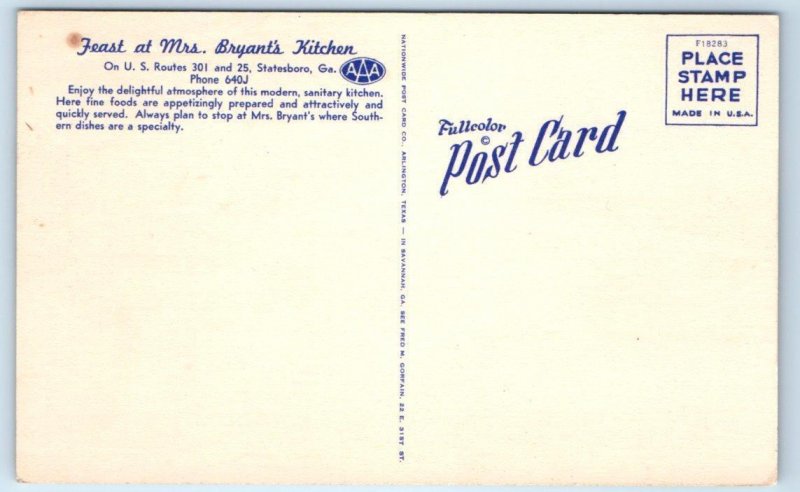 Feast at Mrs. Bryant's Kitchen
On U. S. Routes 301 and 25, Statesboro, Ga.
AAA
Phone 640J
Enjoy the delightful atmosphere of this modern, sanitary kitchen.
Here fine foods are appetizingly prepared and attractively and
quickly served. Always plan to stop at Mrs. Bryant's where South-
ern dishes are a specialty.
NATIONWIDE POST CARD CO., ARLINGTON, TEXAS — IN SAVANNAH, GA. SEE FRED M. GORFAIN, 22 E. 31ST ST.
Fullcolor
©
Post Card
F18283
PLACE
STAMP
HERE
MADE IN U.S.A.